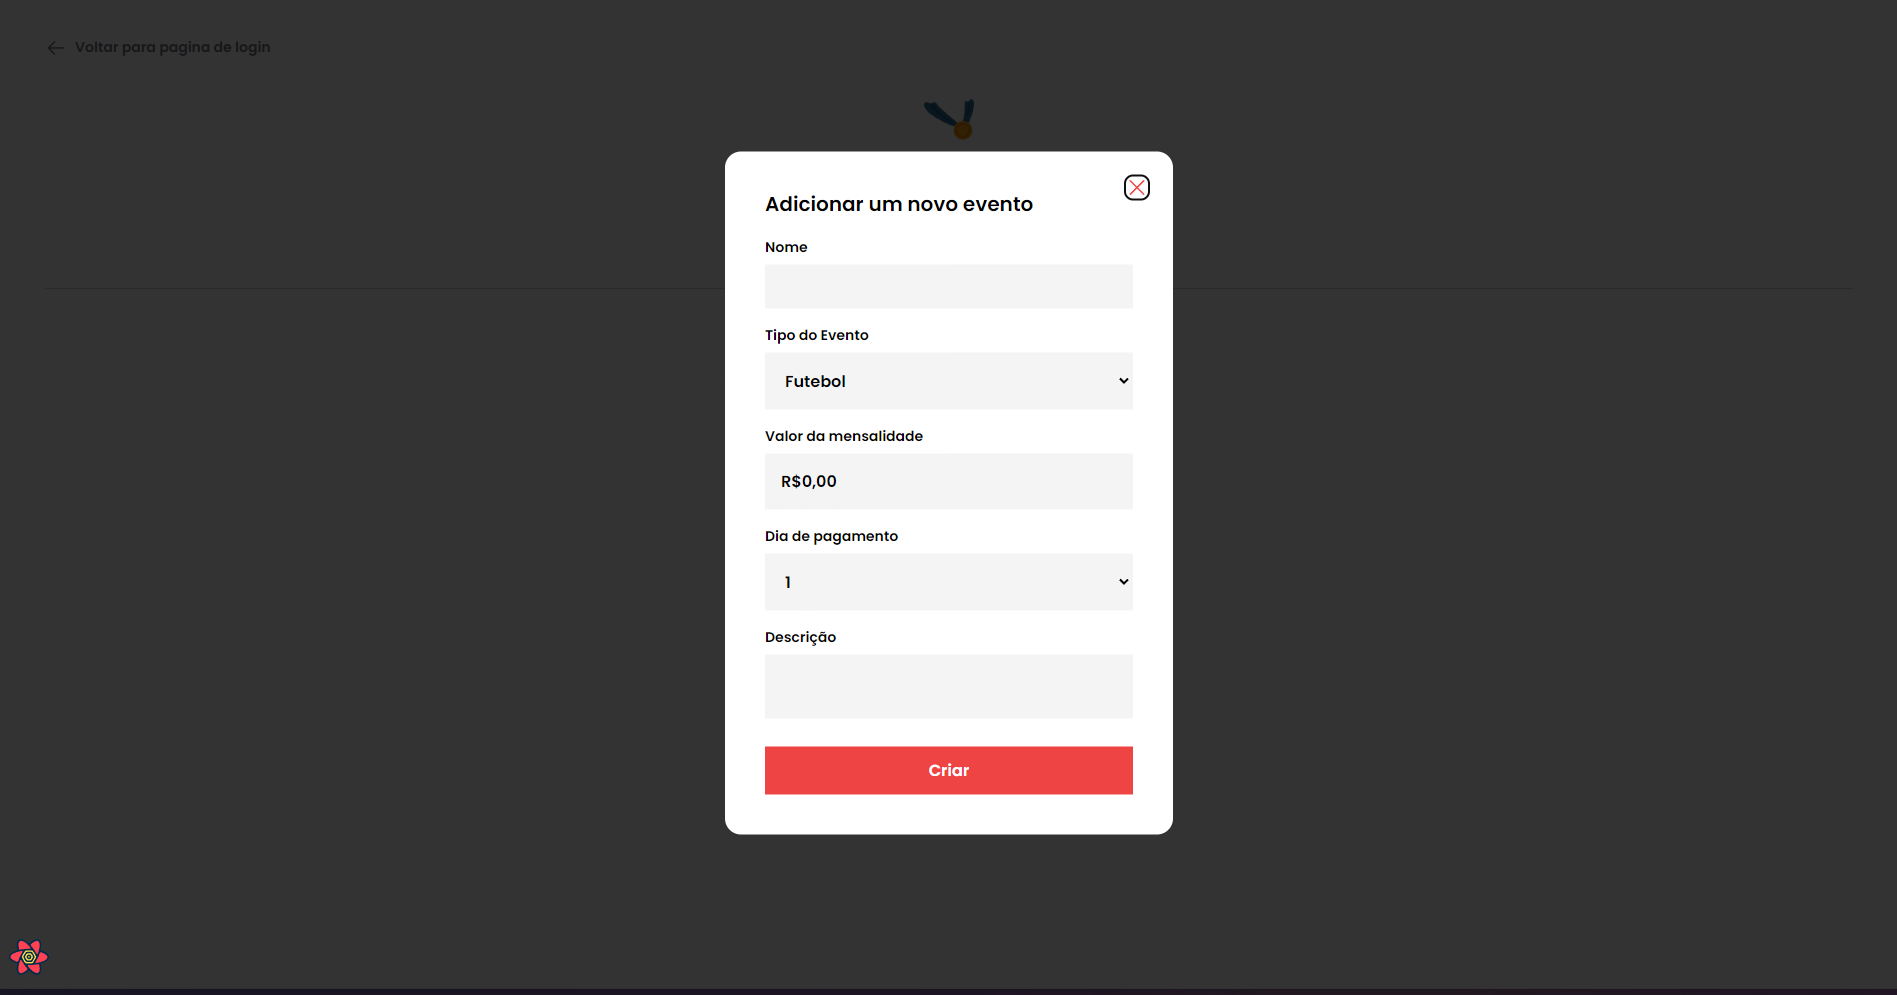 Voltar para pagina de login
Adicionar um novo evento
Nome
Tipo do Evento
Futebol
Valor da mensalidade
R$0,00
Dia de pagamento
1
Descrição
Criar